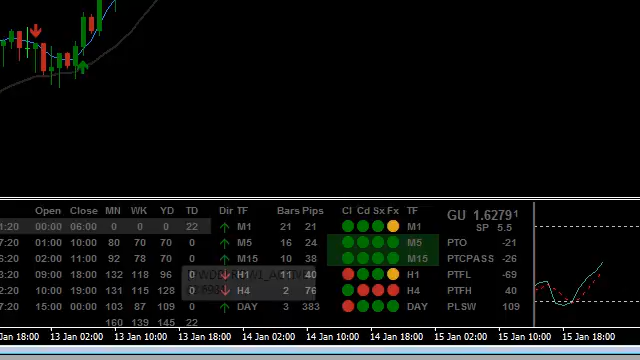 Open Close MN WK YD TD Dir TF Bars Pips Cl Cd Sx Fx TF
1:20 00:00 06:00 0 0 0 22 M1 21 21 M1
7:20 01:00 10:00 80 70 70 0 M5 16 24 M5
5:20 02:00 11:00 92 78 70 0 M15 10 38 M15
3:20 09:00 18:00 132 118 96 0 H1 11 40 H1
2:20 10:00 19:00 131 115 128 0 H4 2 76 H4
7:20 15:00 00:00 103 87 109 0 DAY 3 383 DAY
160 139 145 22
GU 1.62791
SP 5.5
PTO -21
PTCPASS -26
PTFL -69
PTFH 40
PLSW 109
Jan 18:00 13 Jan 02:00 13 Jan 10:00 13 Jan 18:00 14 Jan 02:00 14 Jan 10:00 14 Jan 18:00 15 Jan 02:00 15 Jan 10:00 15 Jan 18:00